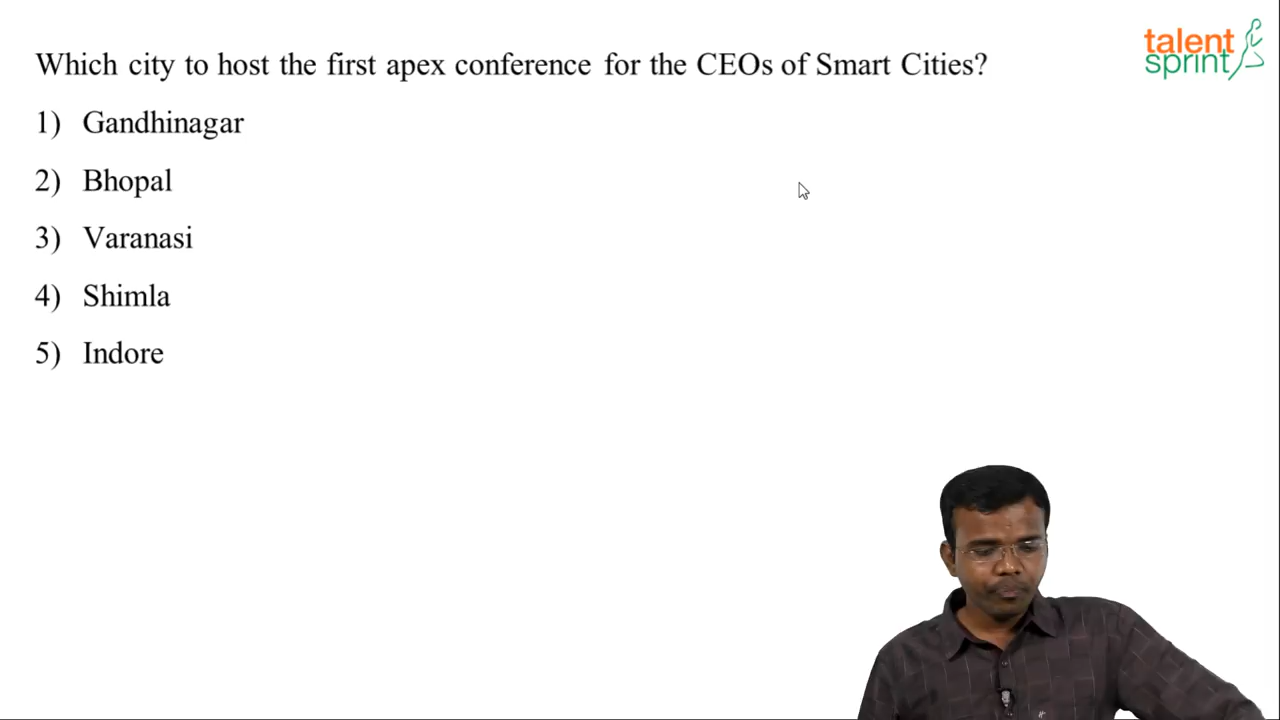 Which city to host the first apex conference for the CEOs of Smart Cities?
talent
sprint
1) Gandhinagar
2) Bhopal
3) Varanasi
4) Shimla
5) Indore